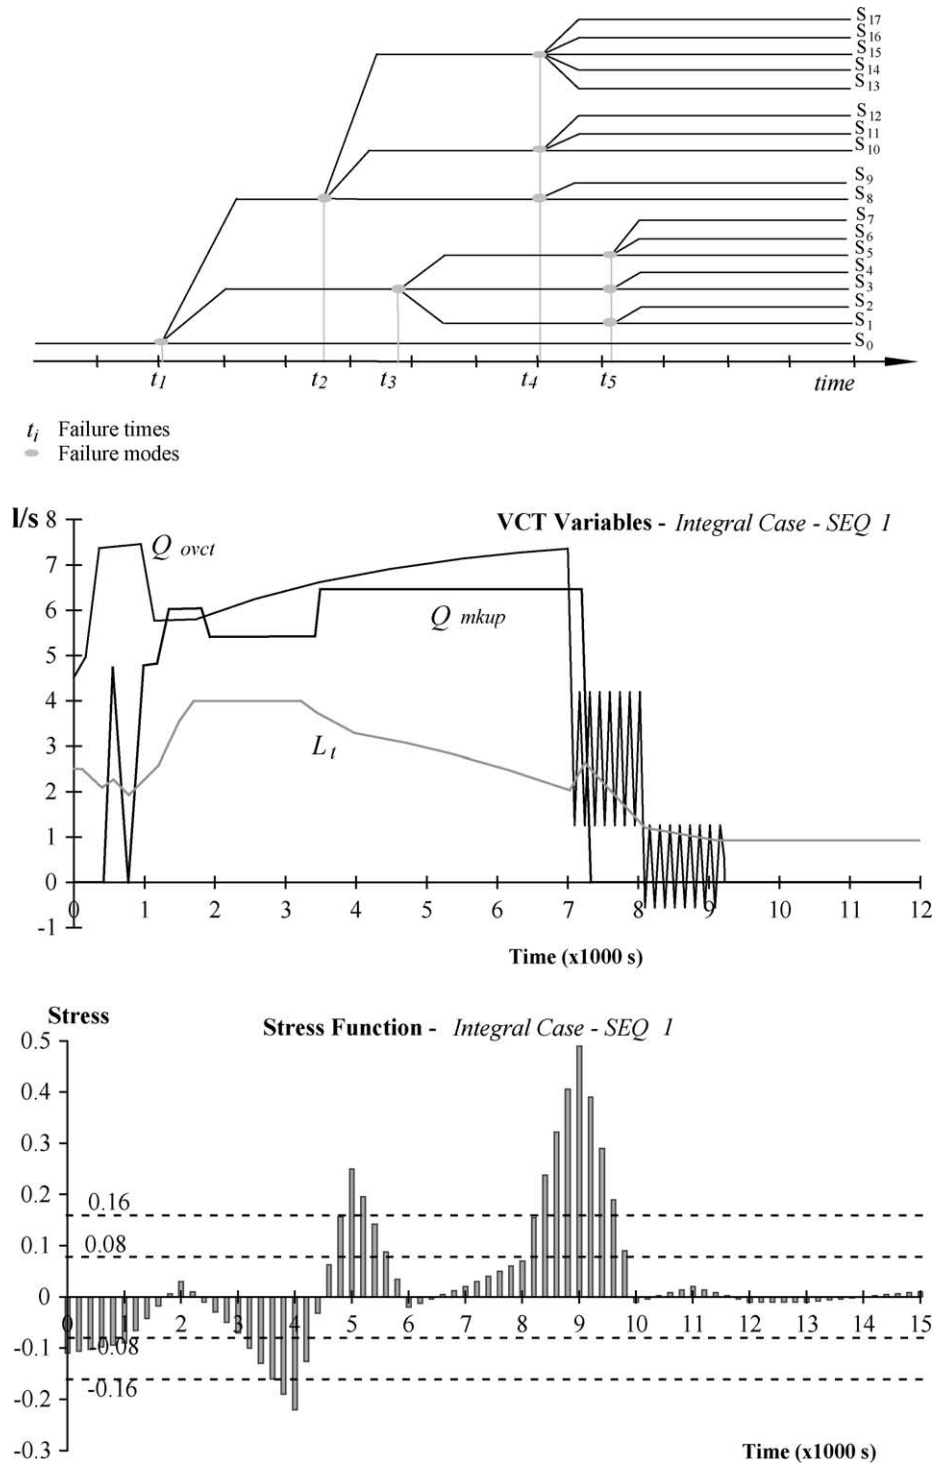 S17
S16
S15
S14
S13
S12
S11
S10
S9
S8
S7
S6
S5
S4
S3
S2
S1
S0
t1 t2 t3 t4 t5 time
ti Failure times
Failure modes
l/s
VCT Variables - Integral Case - SEQ 1
8
7
6
5
4
3
2
1
0
-1
Q ovct
Q mkup
Lt
0 1 2 3 4 5 6 7 8 9 10 11 12
Time (x1000 s)
Stress
Stress Function - Integral Case - SEQ 1
0.5
0.4
0.3
0.2
0.16
0.1
0.08
0
0 1 2 3 4 5 6 7 8 9 10 11 12 13 14 15
-0.1
-0.08
-0.16
-0.2
-0.3
Time (x1000 s)